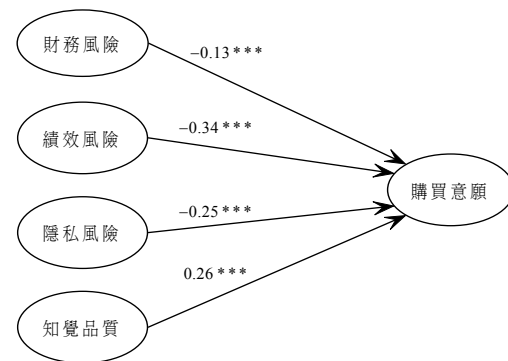 財務風險
−0.13 ***
績效風險
−0.34 ***
購買意願
隱私風險
−0.25 ***
0.26 ***
知覺品質